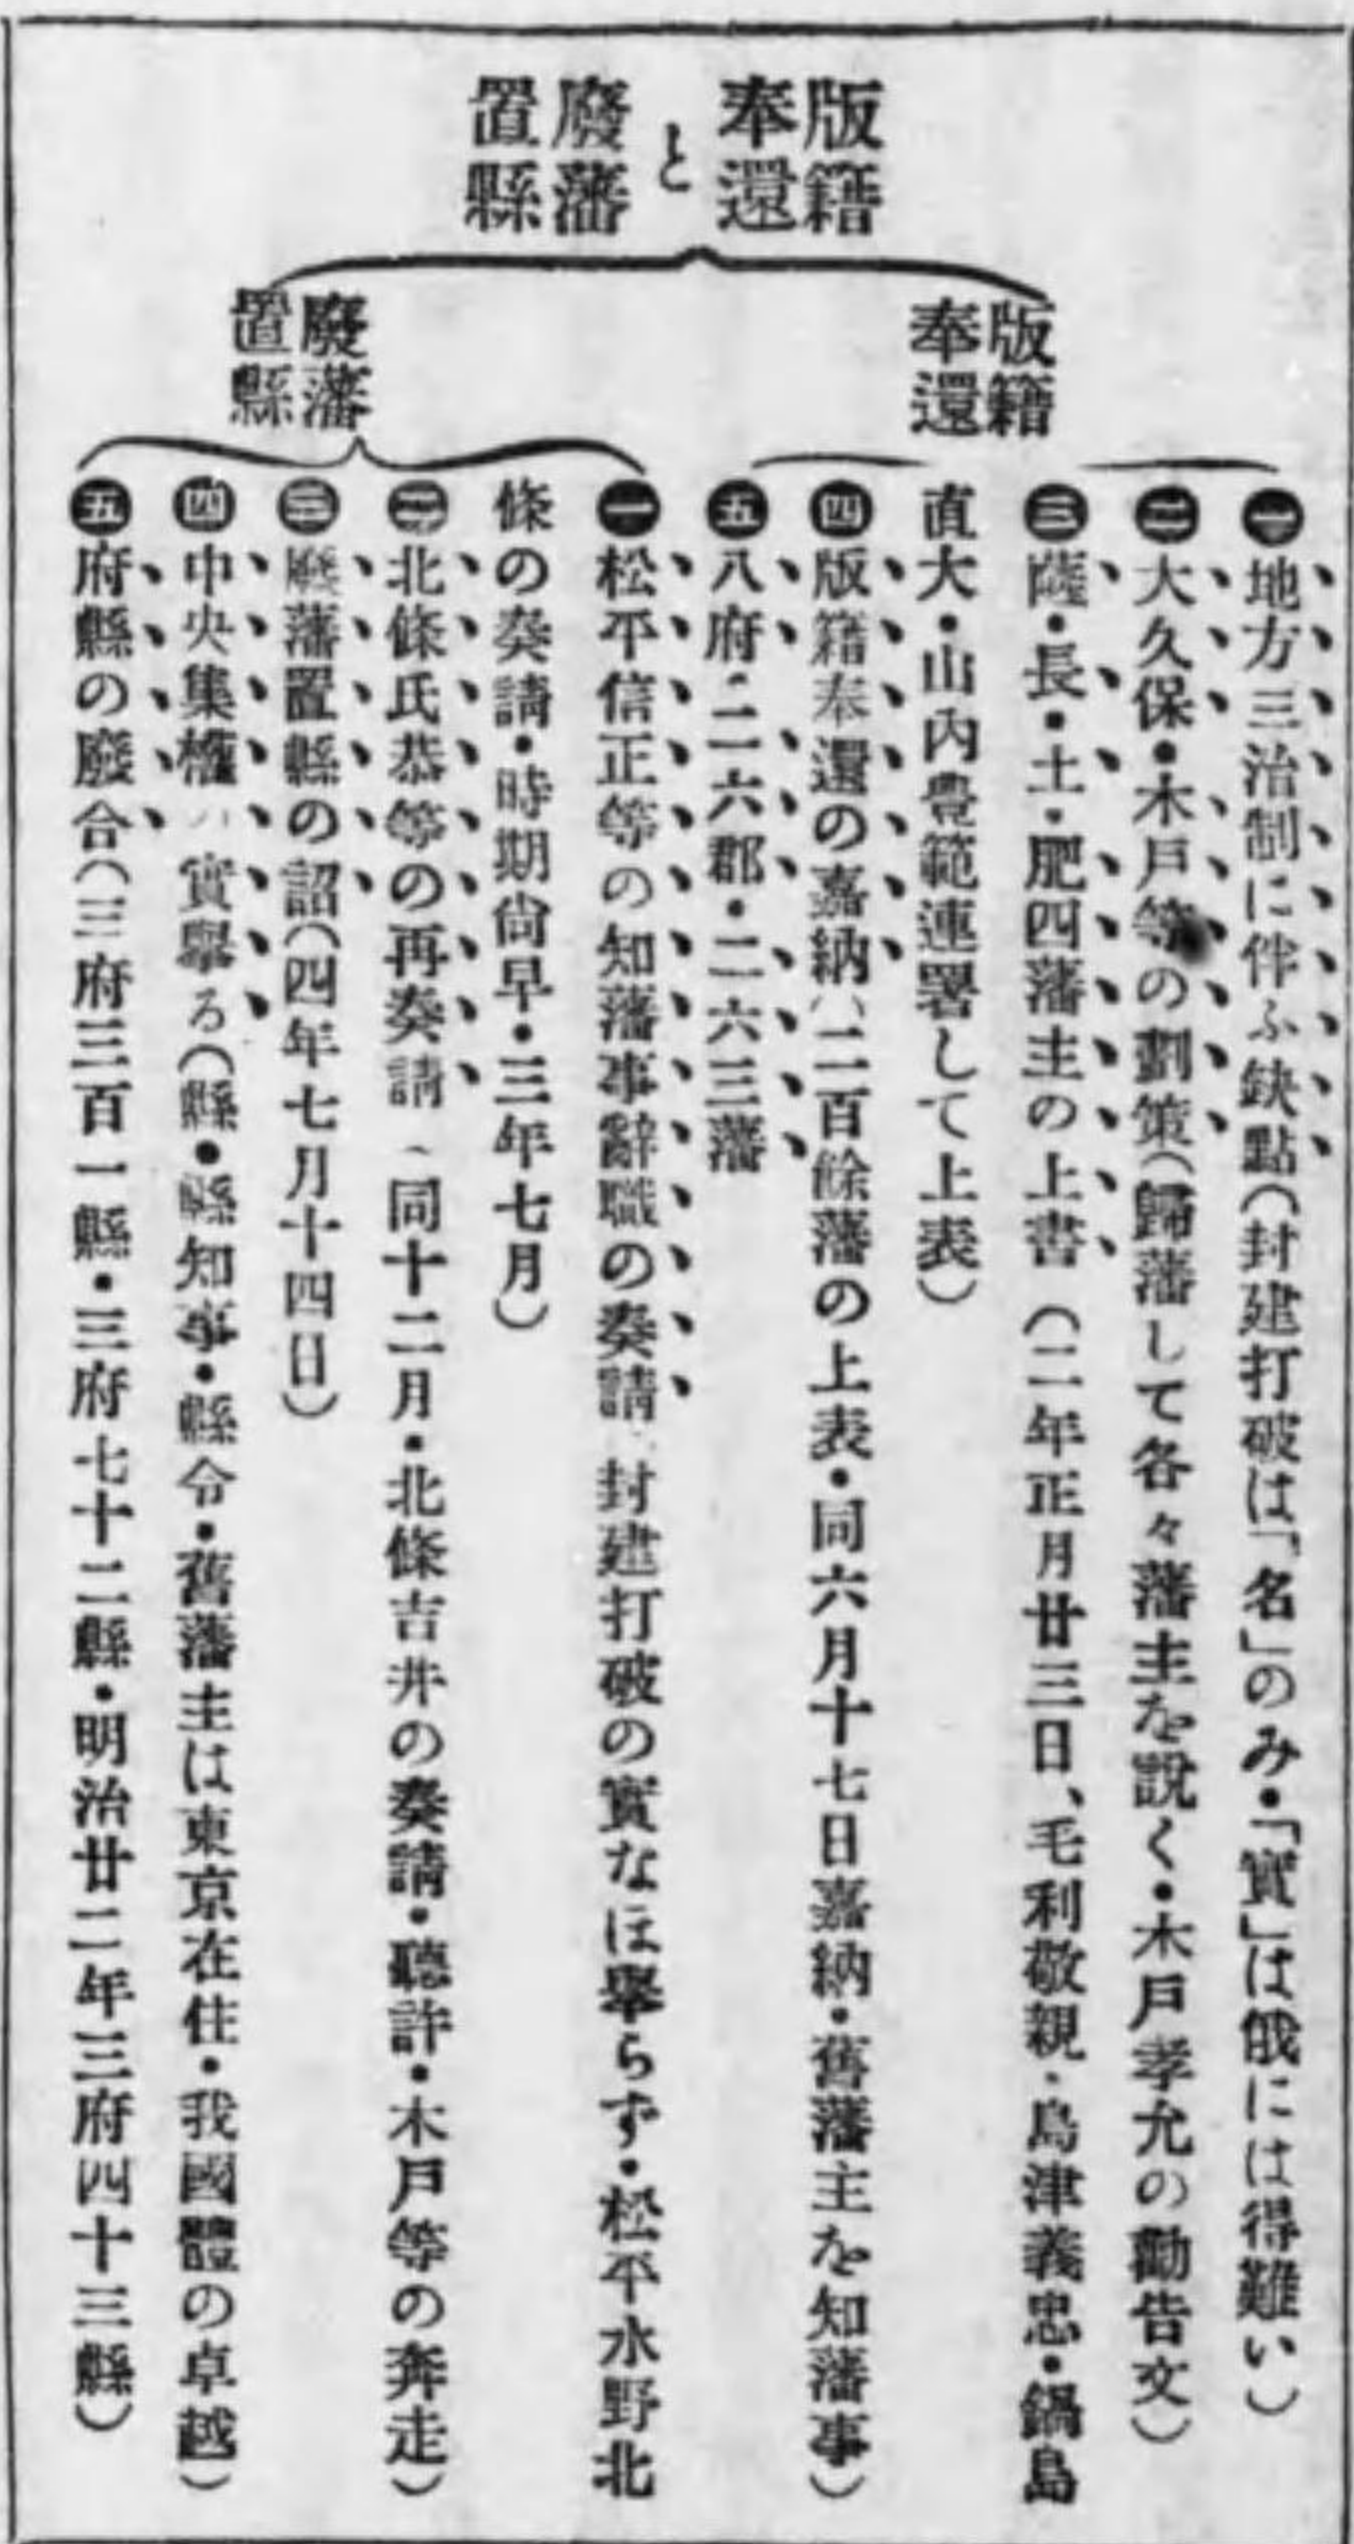 版籍
奉還
と
廢藩
置縣
版籍
奉還
㊀地方三治制に伴ふ缺點(封建打破は「名」のみ・「實」は俄には得難い)
㊁大久保・木戶等の劃策(歸藩して各々藩主を說く・木戶孝允の勸告文)
㊂薩・長・土・肥四藩主の上書(二年正月廿三日、毛利敬親・島津義忠・鍋島
直大・山內豊範連署して上表)
㊃版籍奉還の嘉納(二百餘藩の上表・同六月十七日嘉納・舊藩主を知藩事)
㊄八府・二六郡・二六三藩
廢藩
置縣
㊀松平信正等の知藩事辭職の奏請(封建打破の實なほ擧らず・松平水野北
條の奏請・時期尙早・三年七月)
㊁北條氏恭等の再奏請(同十二月・北條吉井の奏請・聽許・木戶等の奔走)
㊂廢藩置縣の詔(四年七月十四日)
㊃中央集權ノ實擧る(縣・縣知事・縣令・舊藩主は東京在住・我國體の卓越)
㊄府縣の廢合(三府三百一縣・三府七十二縣・明治廿二年三府四十三縣)